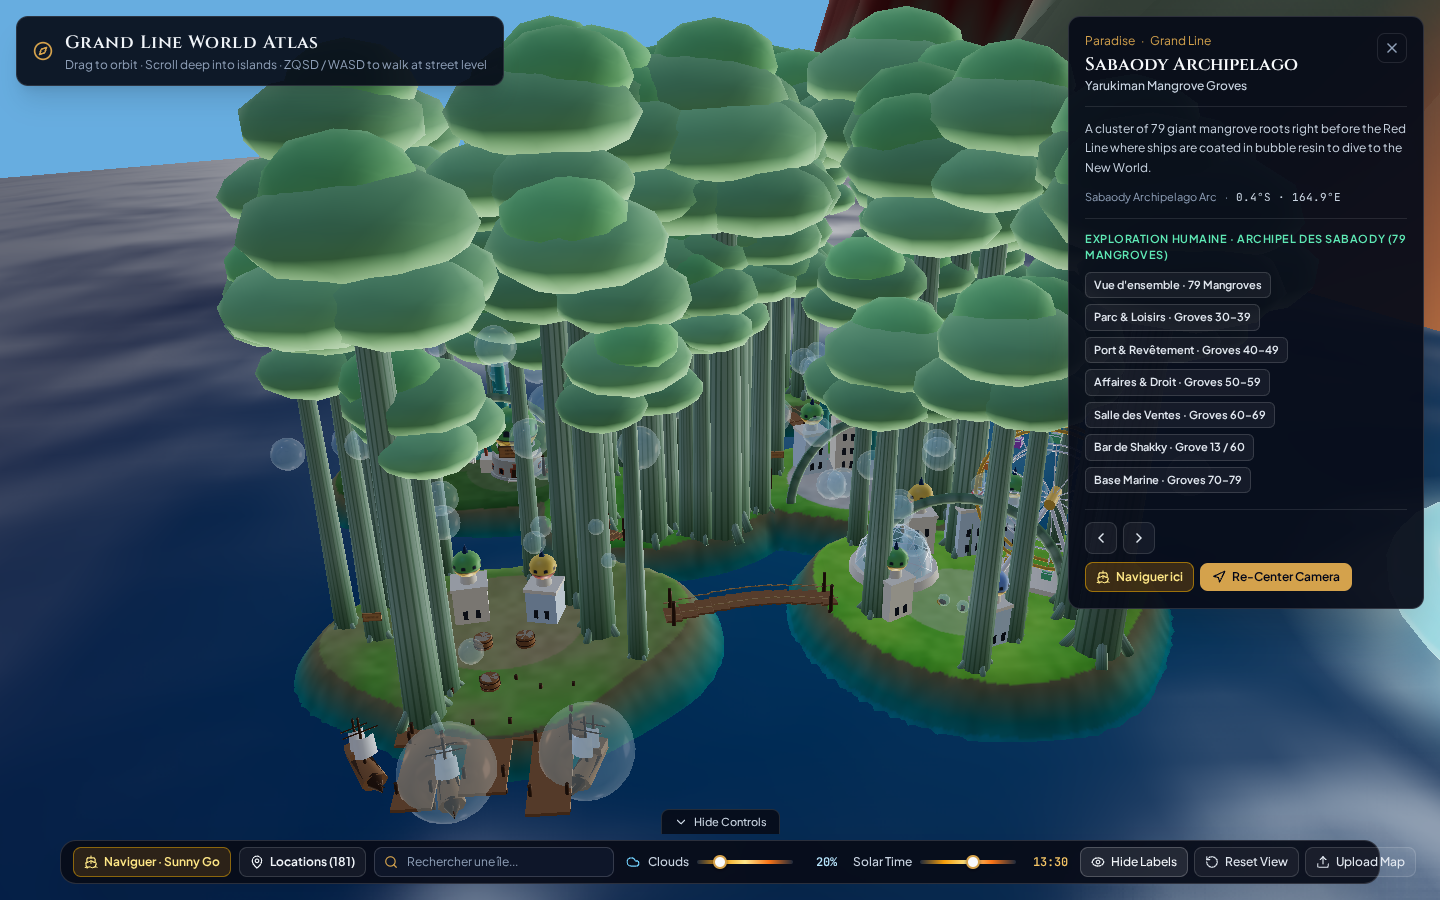 Grand Line World Atlas
Drag to orbit · Scroll deep into islands · ZQSD / WASD to walk at street level
Paradise · Grand Line
Sabaody Archipelago
Yarukiman Mangrove Groves
A cluster of 79 giant mangrove roots right before the Red
Line where ships are coated in bubble resin to dive to the
New World.
Sabaody Archipelago Arc · 0.4°S · 164.9°E
EXPLORATION HUMAINE · ARCHIPEL DES SABAODY (79
MANGROVES)
Vue d'ensemble · 79 Mangroves
Parc & Loisirs · Groves 30–39
Port & Revêtement · Groves 40–49
Affaires & Droit · Groves 50–59
Salle des Ventes · Groves 60–69
Bar de Shakky · Grove 13 / 60
Base Marine · Groves 70–79
Naviguer ici
Re-Center Camera
Hide Controls
Naviguer · Sunny Go
Locations (181)
Rechercher une île...
Clouds
20%
Solar Time
13:30
Hide Labels
Reset View
Upload Map